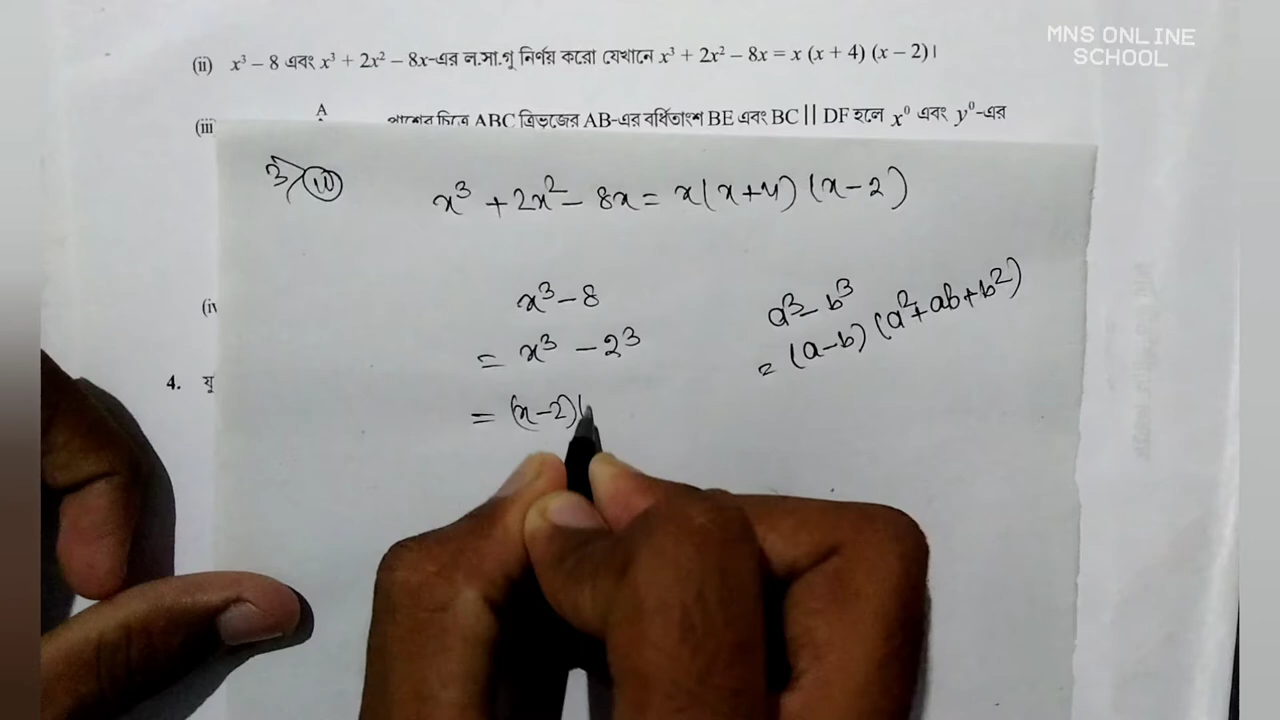 MNS ONLINE
SCHOOL
(ii) x³ – 8 এবং x³ + 2x² – 8x-এর ল.সা.গু নির্ণয় করো যেখানে x³ + 2x² – 8x = x (x + 4) (x – 2)।
A
(iii ABC ত্রিভুজের AB-এর বর্ধিতাংশ BE এবং BC || DF হলে x⁰ এবং y⁰-এর
3) (ii)
x³ + 2x² – 8x = x(x+4) (x–2)
x³ – 8
= x³ – 2³
= (x–2)(
a³ – b³
= (a–b) (a²+ab+b²)
(iv
4. যু